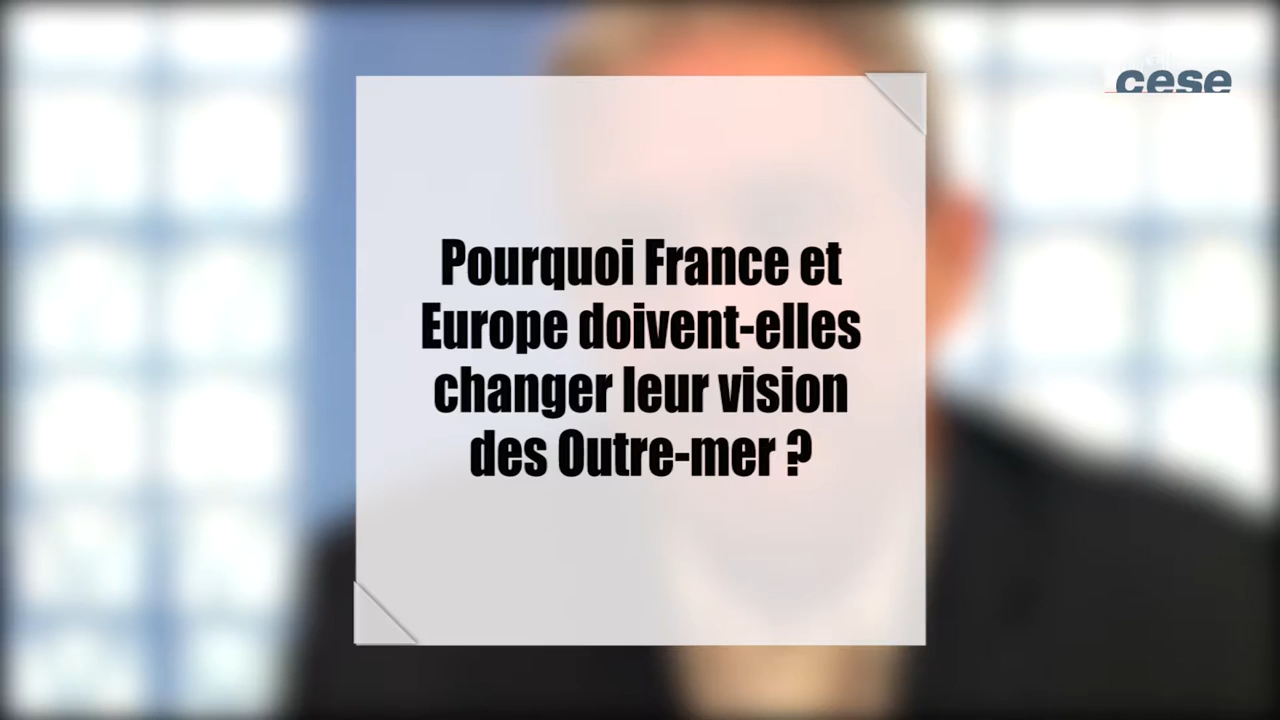 cese
Pourquoi France et
Europe doivent-elles
changer leur vision
des Outre-mer ?